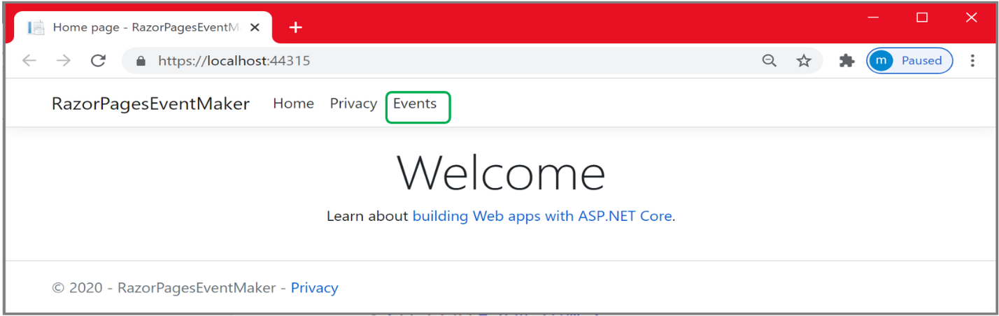 Home page - RazorPagesEventM
https://localhost:44315
m Paused
RazorPagesEventMaker Home Privacy Events
Welcome
Learn about building Web apps with ASP.NET Core.
© 2020 - RazorPagesEventMaker - Privacy